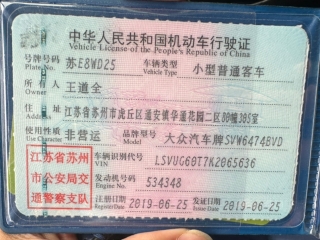 中华人民共和国机动车行驶证
Vehicle License of the People's Republic of China
号牌号码 苏E8WD25 车辆类型 小型普通客车
Plate No. Vehicle Type
所有人 王道全
Owner
住址 江苏省苏州市虎丘区通安镇华通花园二区80幢305室
Address
使用性质 非营运 品牌型号 大众汽车牌SVW6474BVD
Use Character Model
江苏省苏州 车辆识别代号 LSVUG60T7K2065636
VIN
市公安局交 发动机号码 534348
Engine No.
通警察支队 注册日期 2019-06-25 发证日期 2019-06-25
Register Date Issue Date